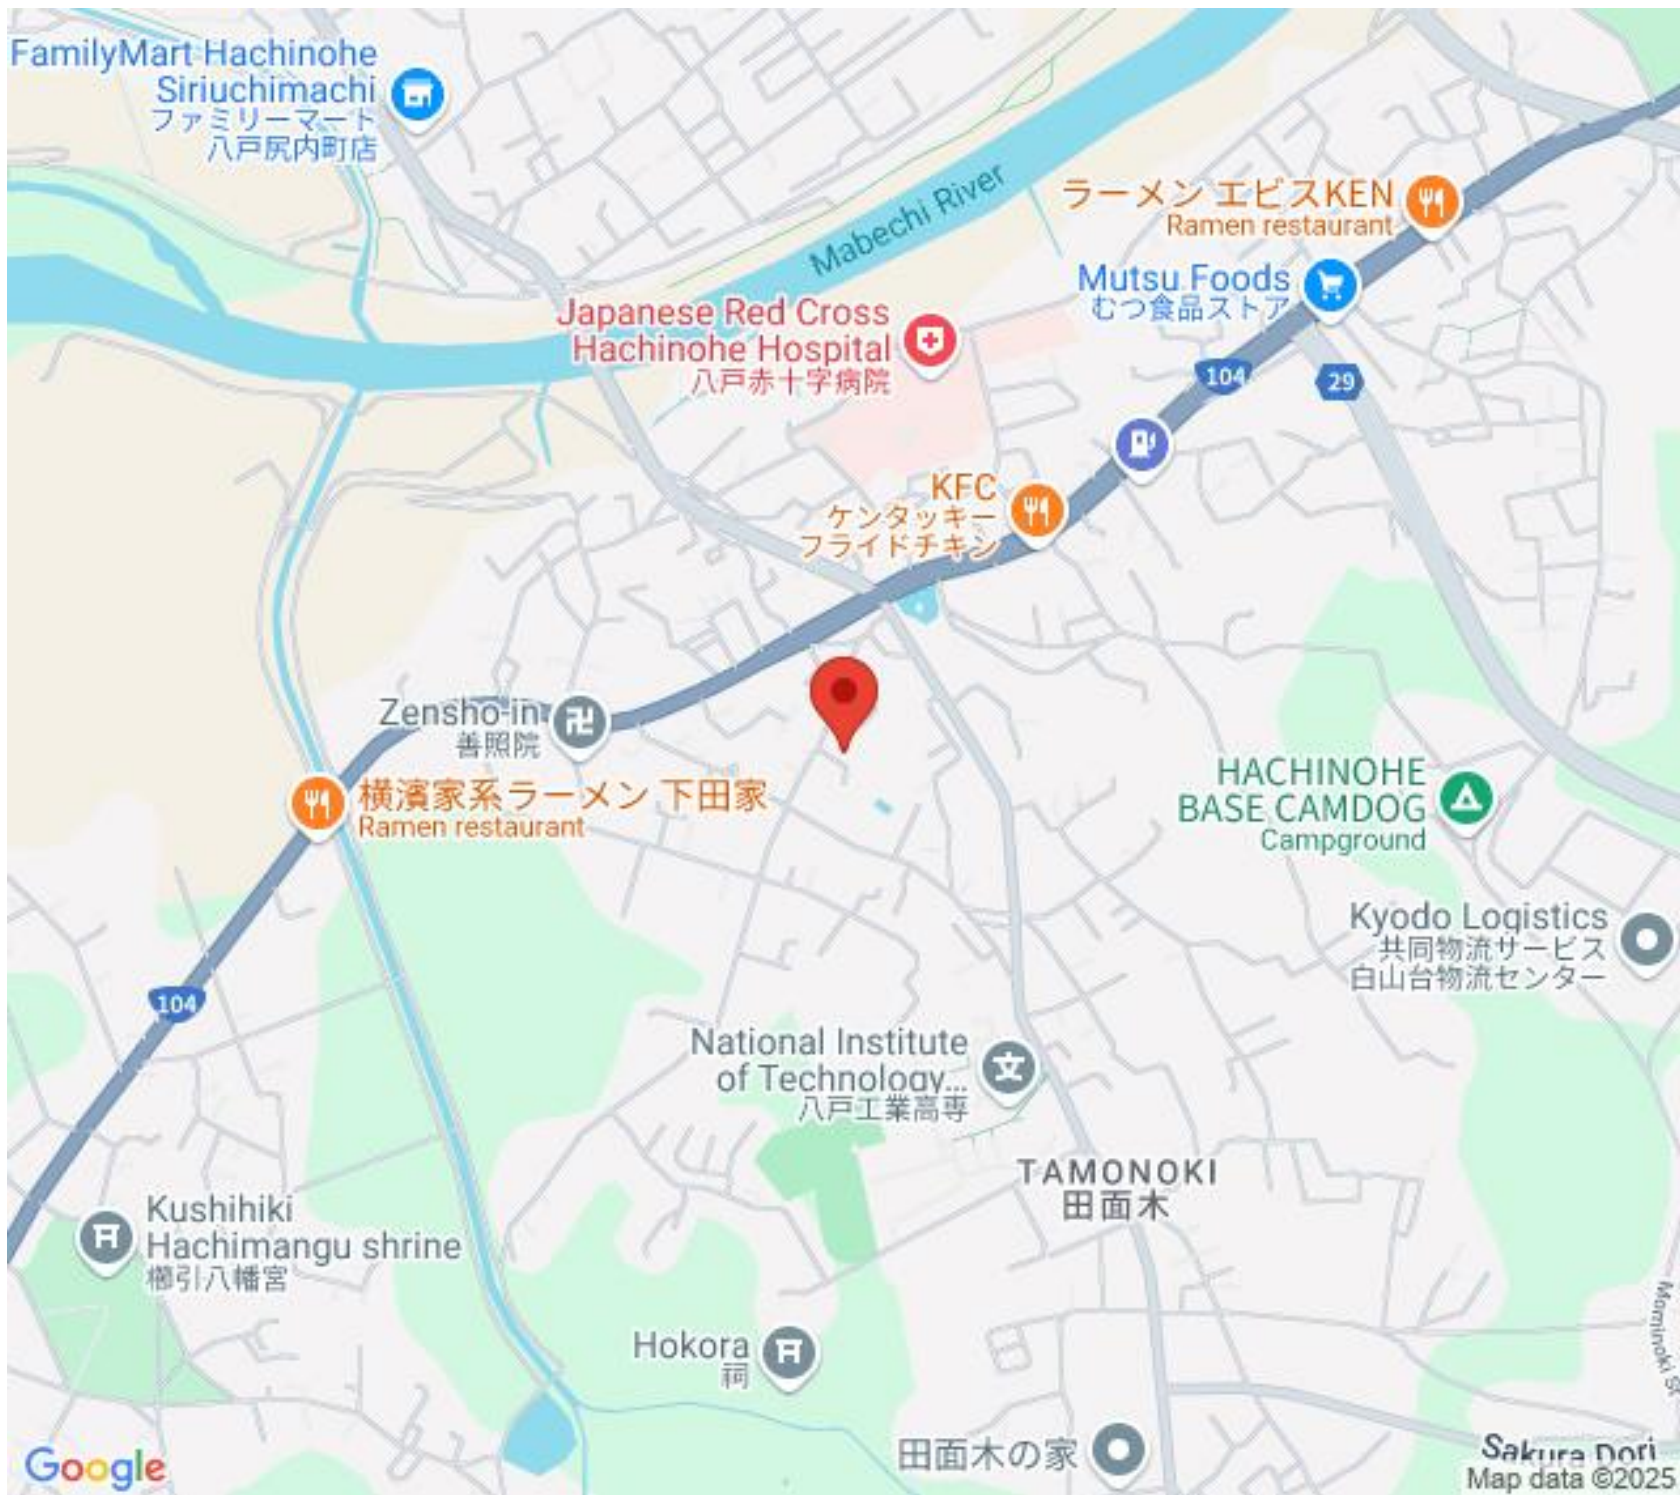 FamilyMart Hachinohe
Siriuchimachi
ファミリーマート
八戸尻内町店
Mabechi River
ラーメン エビスKEN
Ramen restaurant
Mutsu Foods
むつ食品ストア
Japanese Red Cross
Hachinohe Hospital
八戸赤十字病院
104
29
KFC
ケンタッキー
フライドチキン
Zensho-in
善照院
横濱家系ラーメン 下田家
Ramen restaurant
HACHINOHE
BASE CAMDOG
Campground
Kyodo Logistics
共同物流サービス
白山台物流センター
104
National Institute
of Technology...
八戸工業高専
TAMONOKI
田面木
Kushihiki
Hachimangu shrine
櫛引八幡宮
Mominoki St
Hokora
祠
田面木の家
Sakura Dori
Google
Map data ©2025